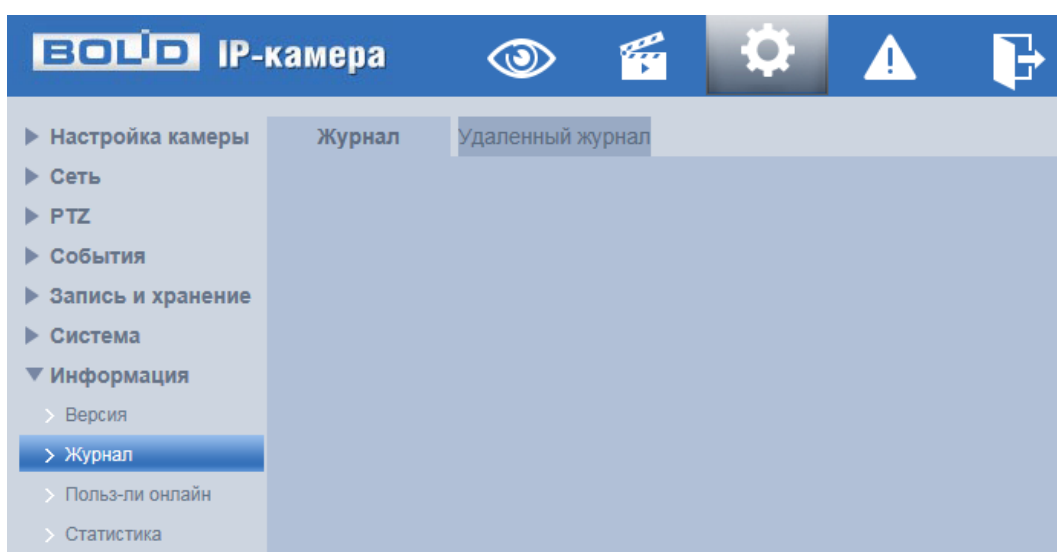 BOLID IP-камера
Настройка камеры
Журнал
Удаленный журнал
Сеть
PTZ
События
Запись и хранение
Система
Информация
Версия
Журнал
Польз-ли онлайн
Статистика